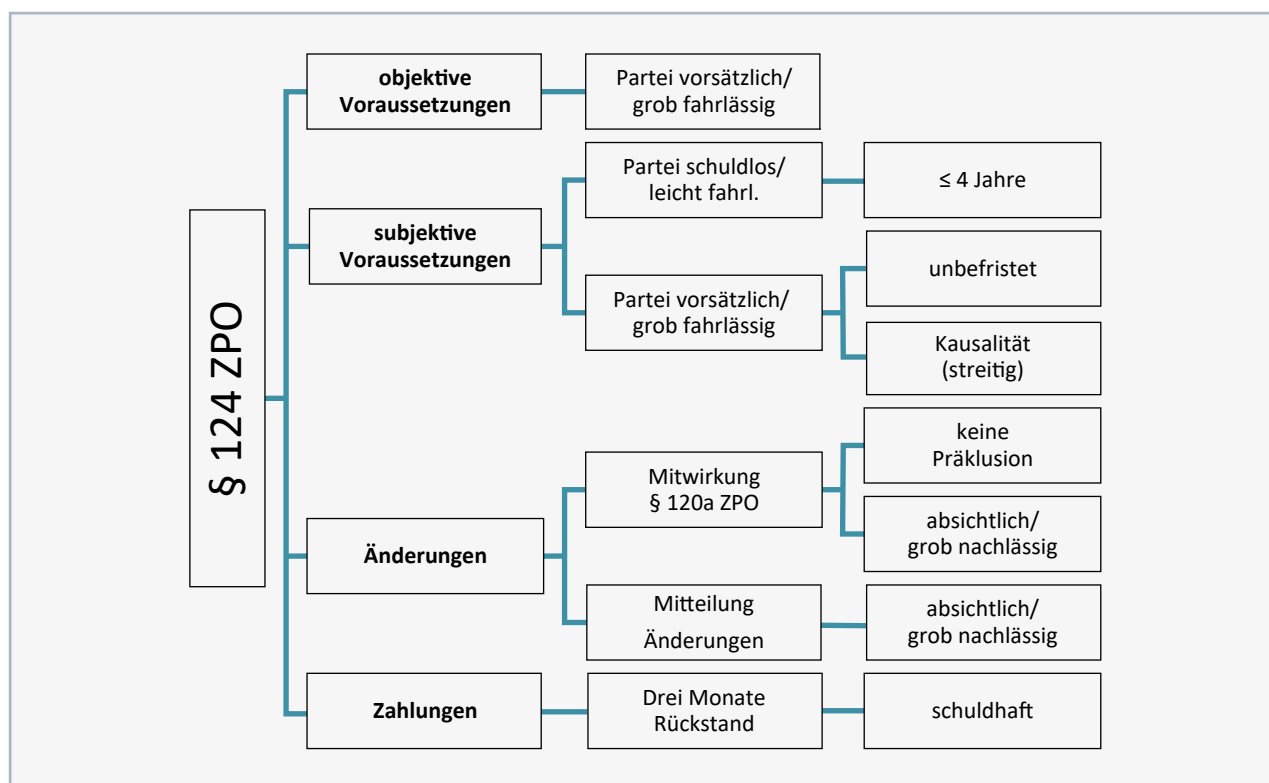 § 124 ZPO
objektive
Voraussetzungen
Partei vorsätzlich/
grob fahrlässig
subjektive
Voraussetzungen
Partei schuldlos/
leicht fahrl.
≤ 4 Jahre
Partei vorsätzlich/
grob fahrlässig
unbefristet
Kausalität
(streitig)
Änderungen
Mitwirkung
§ 120a ZPO
keine
Präklusion
absichtlich/
grob nachlässig
Mitteilung
Änderungen
absichtlich/
grob nachlässig
Zahlungen
Drei Monate
Rückstand
schuldhaft